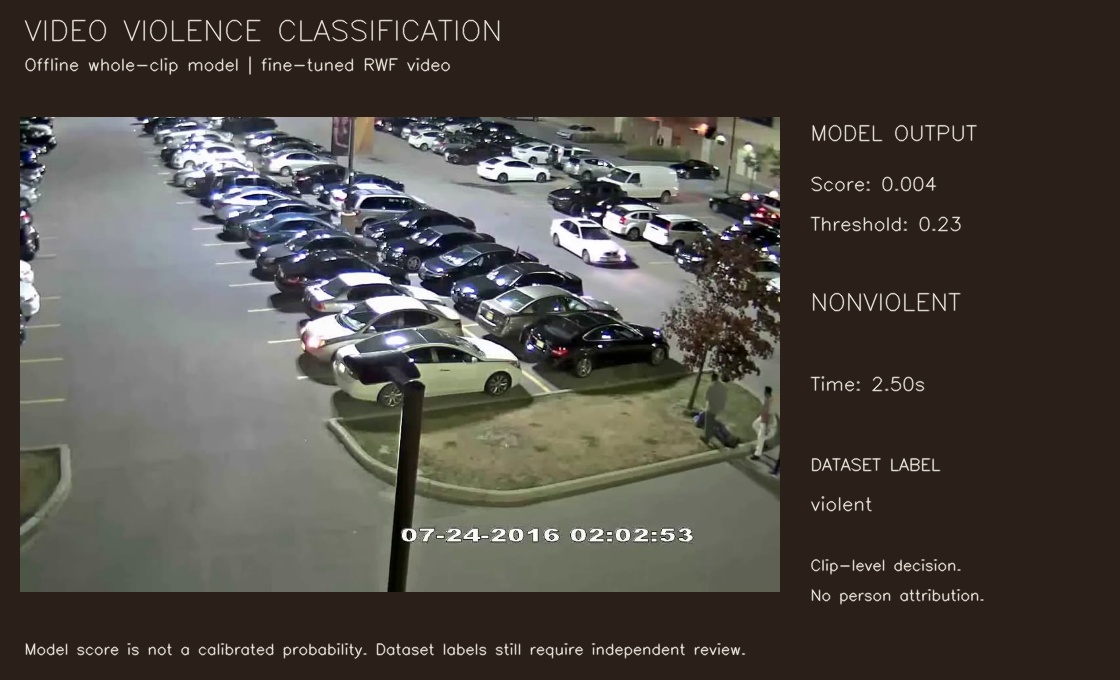 VIDEO VIOLENCE CLASSIFICATION
Offline whole-clip model | fine-tuned RWF video
MODEL OUTPUT
Score: 0.004
Threshold: 0.23
NONVIOLENT
Time: 2.50s
DATASET LABEL
violent
Clip-level decision.
No person attribution.
07-24-2016 02:02:53
Model score is not a calibrated probability. Dataset labels still require independent review.